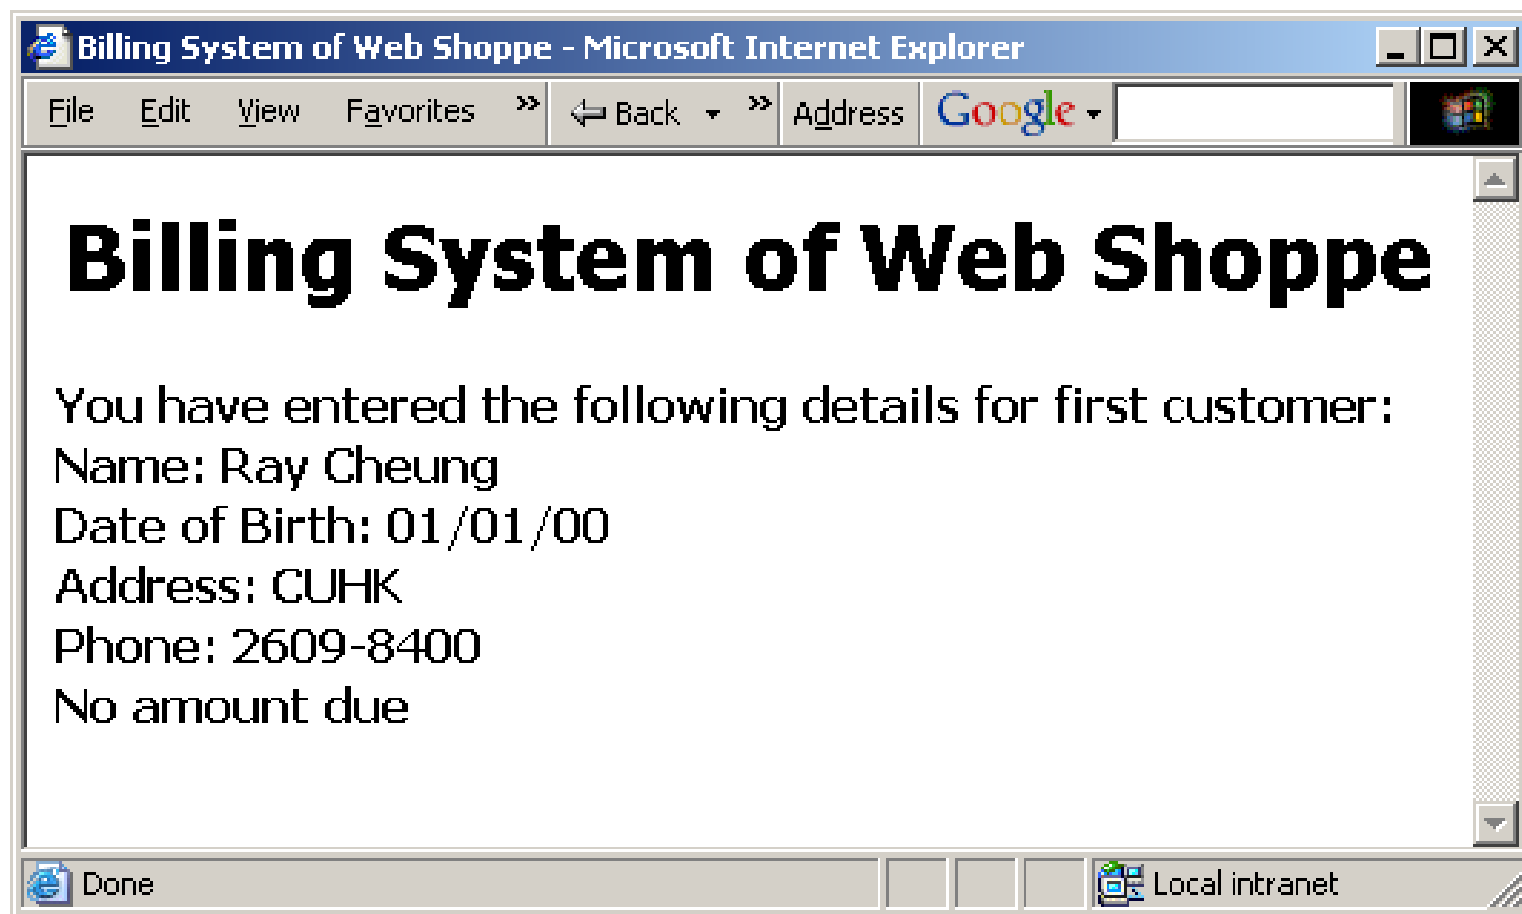 Billing System of Web Shoppe - Microsoft Internet Explorer
File Edit View Favorites » Back » Address Google
Billing System of Web Shoppe
You have entered the following details for first customer:
Name: Ray Cheung
Date of Birth: 01/01/00
Address: CUHK
Phone: 2609-8400
No amount due
Done Local intranet